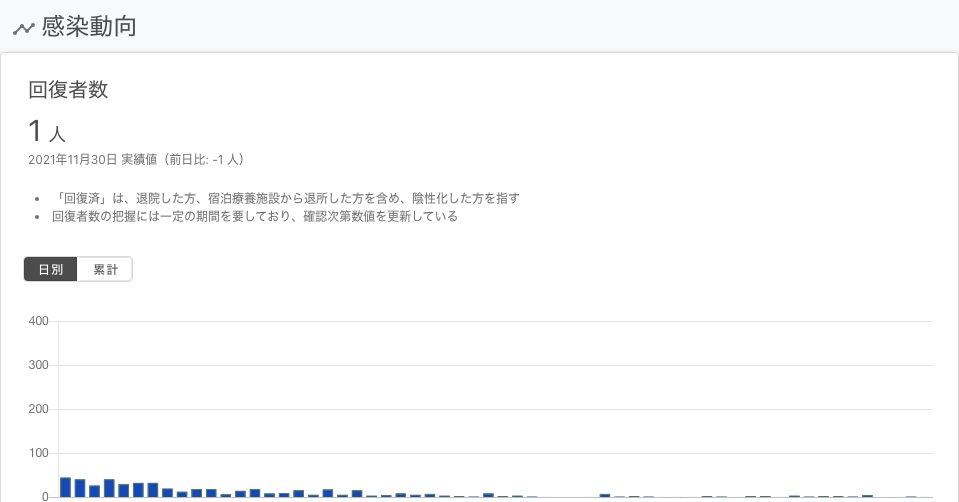 感染動向
回復者数
1 人
2021年11月30日 実績値（前日比: -1 人）
「回復済」は、退院した方、宿泊療養施設から退所した方を含め、陰性化した方を指す
回復者数の把握には一定の期間を要しており、確認次第数値を更新している
日別 累計
400
300
200
100
0